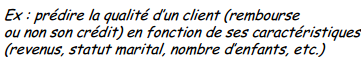 Ex : prédire la qualité d'un client (rembourse
ou non son crédit) en fonction de ses caractéristiques
(revenus, statut marital, nombre d'enfants, etc.)